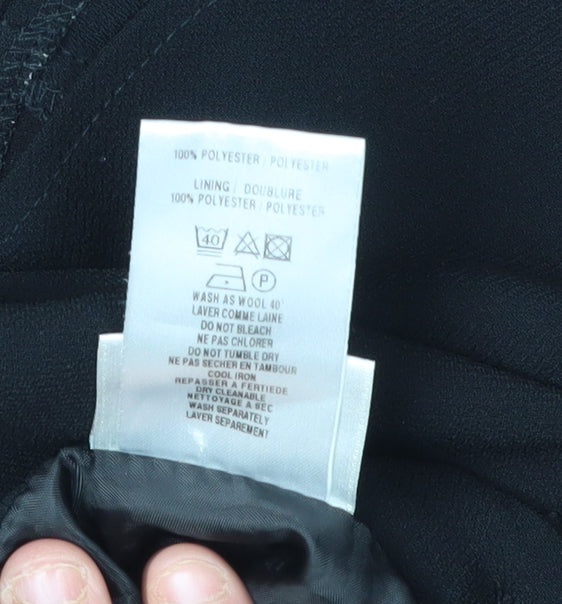 100% POLYESTER / POLYESTER
LINING / DOUBLURE
100% POLYESTER / POLYESTER
40
P
WASH AS WOOL 40°
LAVER COMME LAINE
DO NOT BLEACH
NE PAS CHLORER
DO NOT TUMBLE DRY
NE PAS SECHER EN TAMBOUR
COOL IRON
REPASSER A FERTIEDE
DRY CLEANABLE
NETTOYAGE A SEC
WASH SEPARATELY
LAVER SEPAREMENT